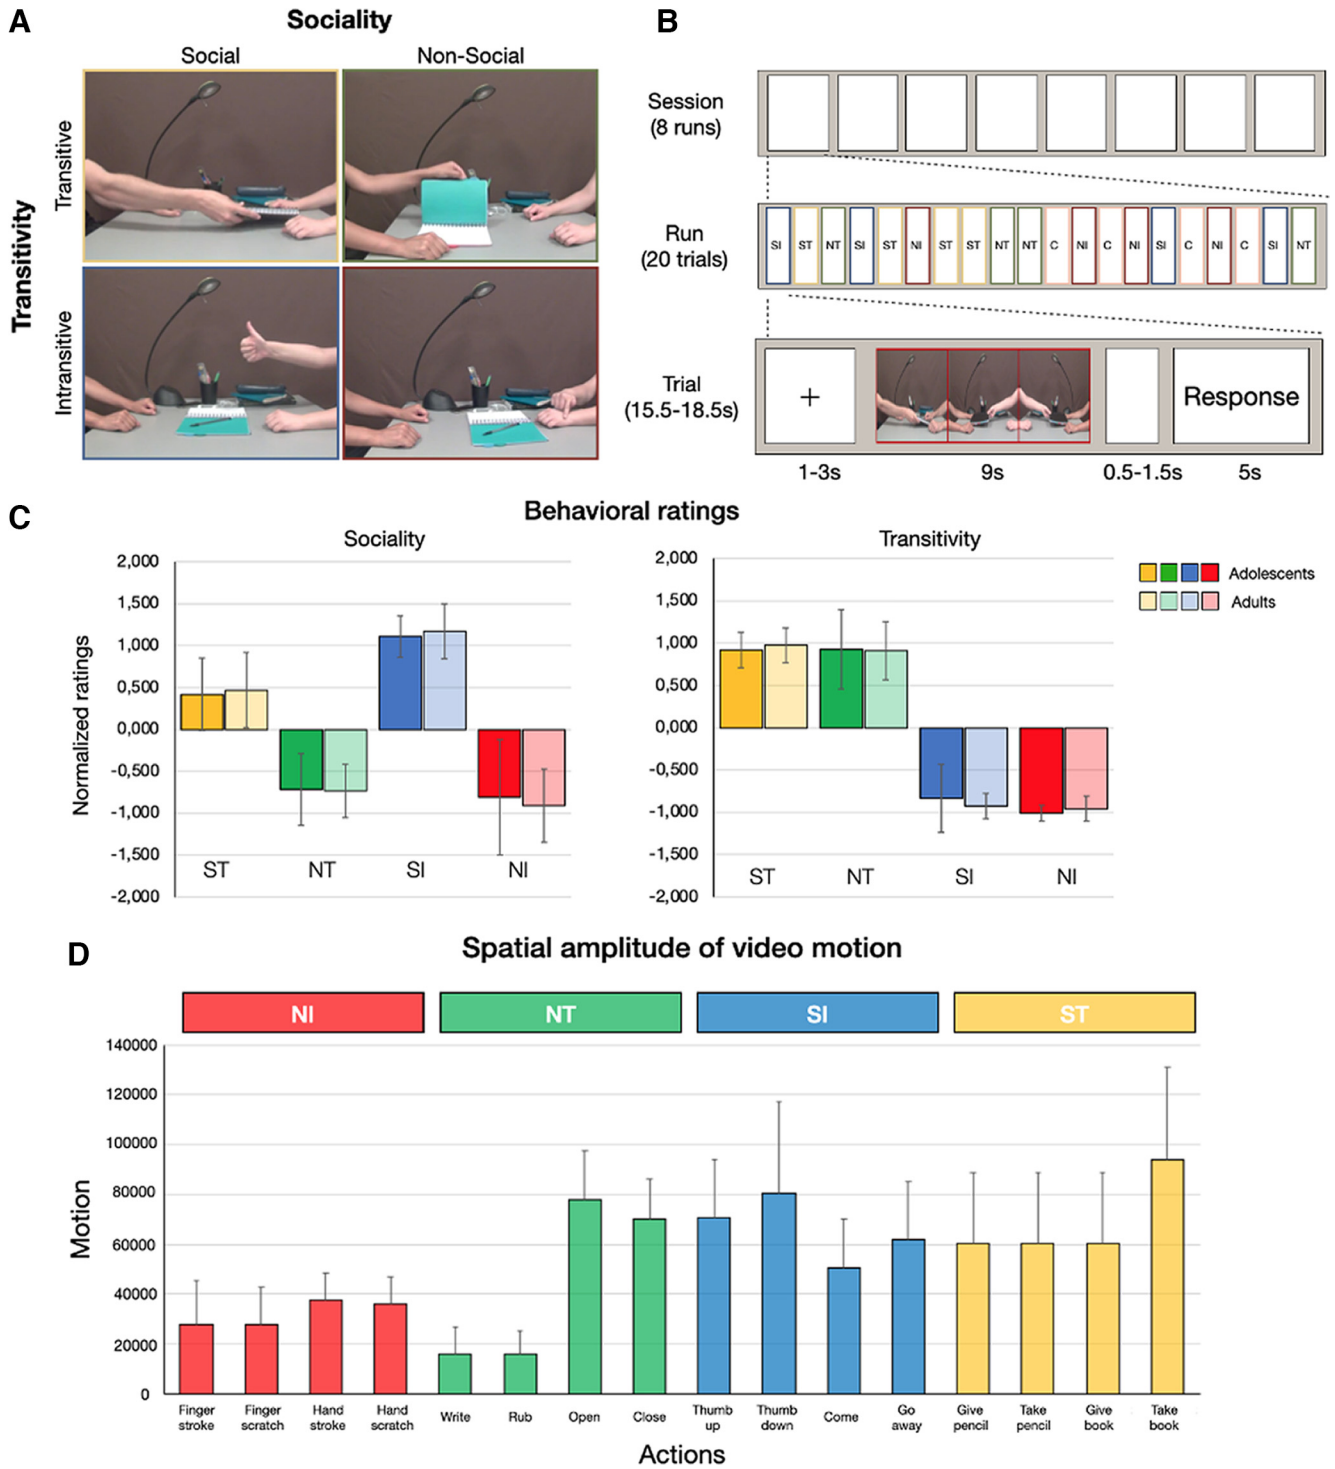 A
Sociality
Social
Non-Social
Transitivity
Transitive
Intransitive
B
Session
(8 runs)
Run
(20 trials)
SI ST NT SI ST NI ST ST NT NT C NI C NI SI C NI C SI NT
Trial
(15.5-18.5s)
+
Response
1-3s
9s
0.5-1.5s
5s
C
Behavioral ratings
Sociality
Normalized ratings
2,000
1,500
1,000
0,500
0,000
-0,500
-1,000
-1,500
-2,000
ST
NT
SI
NI
Transitivity
2,000
1,500
1,000
0,500
0,000
-0,500
-1,000
-1,500
-2,000
ST
NT
SI
NI
Adolescents
Adults
D
Spatial amplitude of video motion
NI
NT
SI
ST
Motion
140000
120000
100000
80000
60000
40000
20000
0
Finger
stroke
Finger
scratch
Hand
stroke
Hand
scratch
Write
Rub
Open
Close
Thumb
up
Thumb
down
Come
Go
away
Give
pencil
Take
pencil
Give
book
Take
book
Actions